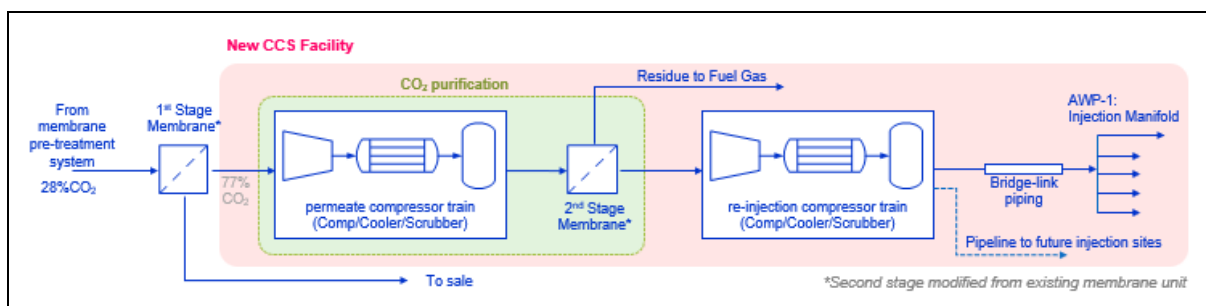 New CCS Facility
CO₂ purification
Residue to Fuel Gas
From
membrane
pre-treatment
system
28%CO₂
1st Stage
Membrane*
77%
CO₂
permeate compressor train
(Comp/Cooler/Scrubber)
2nd Stage
Membrane*
re-injection compressor train
(Comp/Cooler/Scrubber)
Bridge-link
piping
AWP-1:
Injection Manifold
Pipeline to future injection sites
To sale
*Second stage modified from existing membrane unit